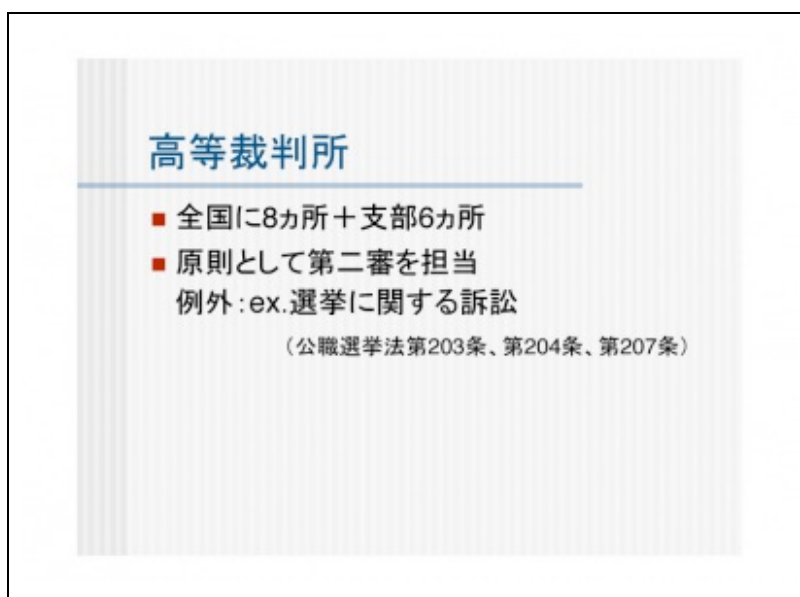 高等裁判所
全国に8ヵ所＋支部6ヵ所
原則として第二審を担当
例外：ex.選挙に関する訴訟
（公職選挙法第203条、第204条、第207条）